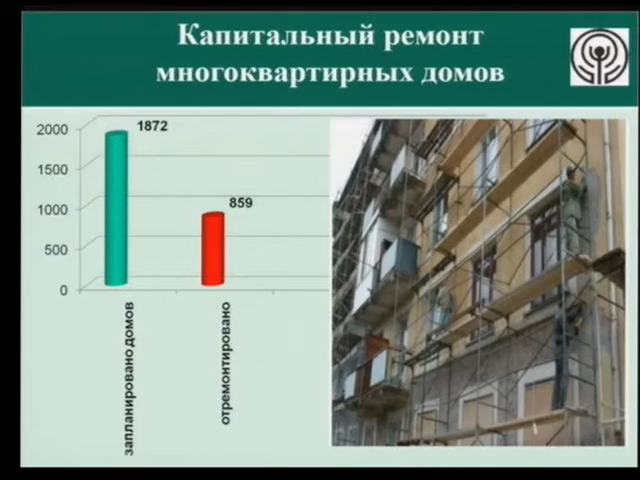 Капитальный ремонт
многоквартирных домов
2000
1872
1500
1000
859
500
0
запланировано домов
отремонтировано